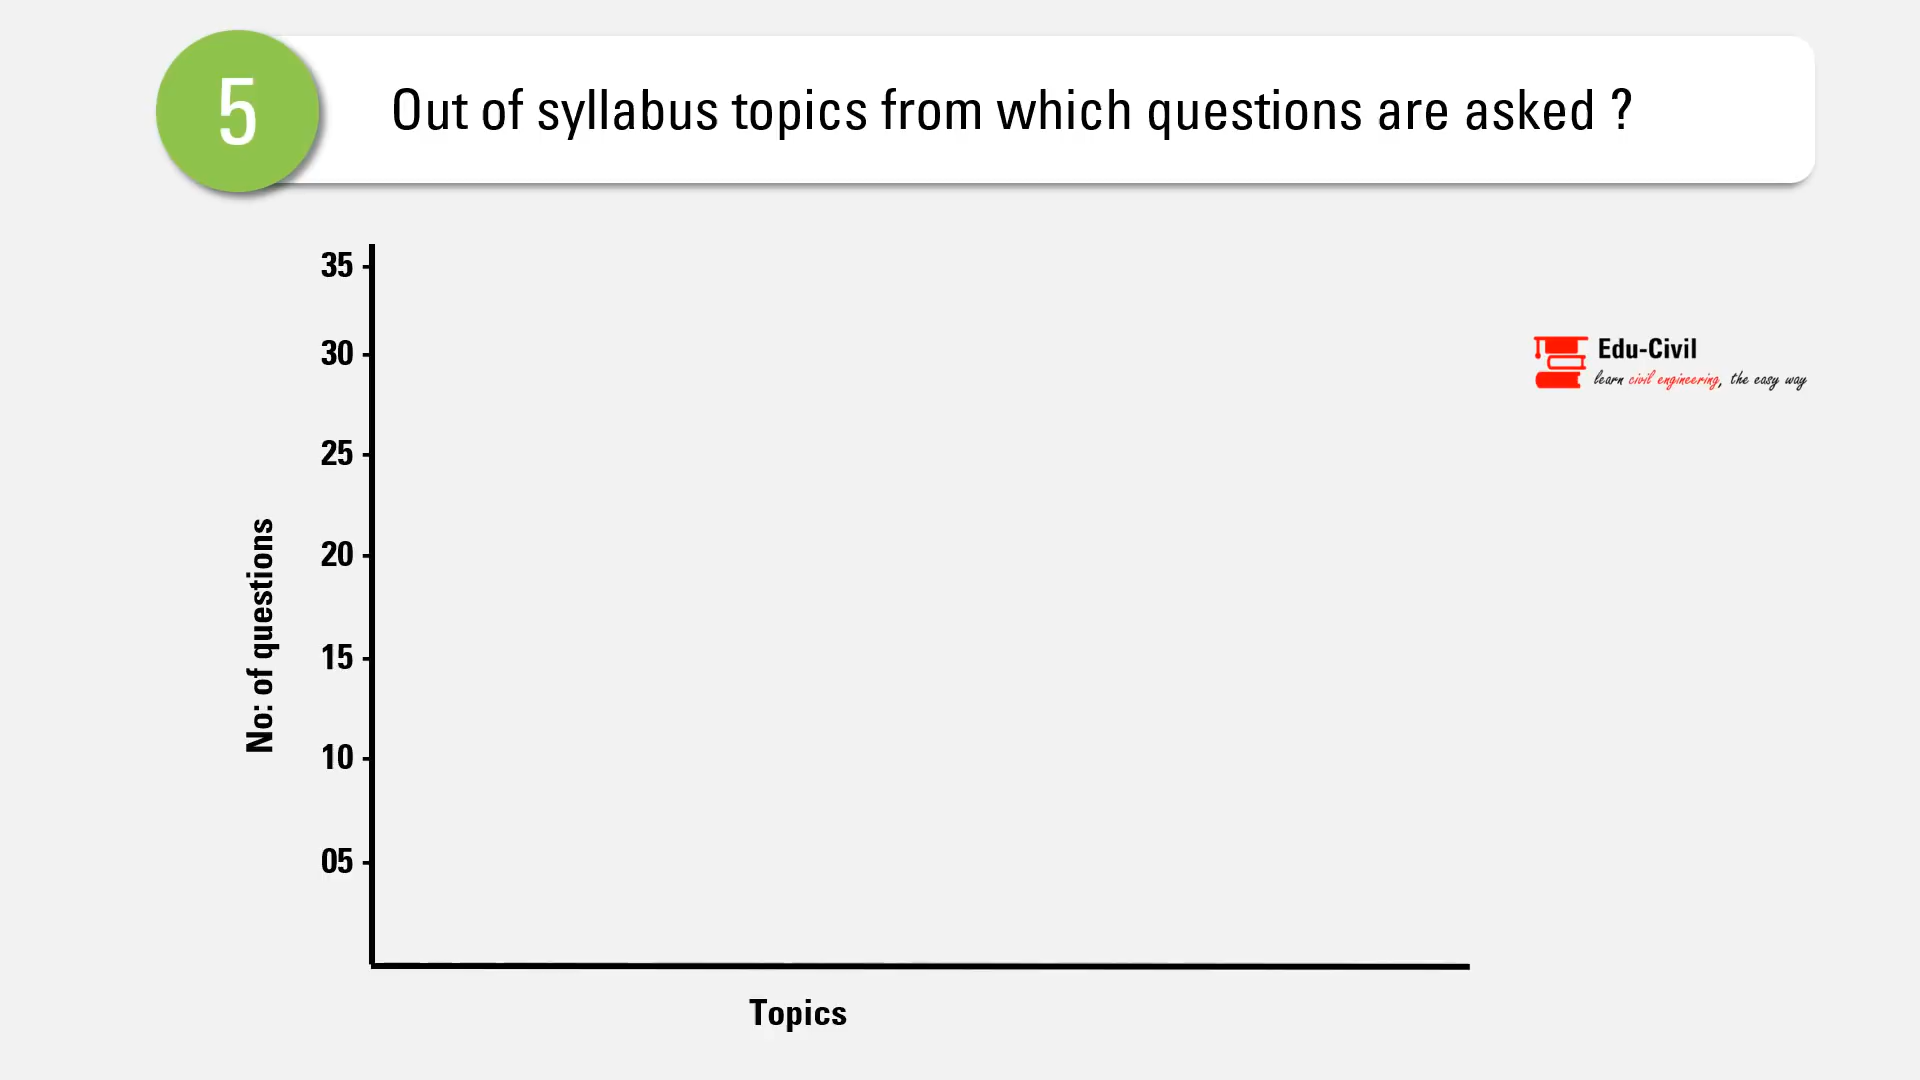 5
Out of syllabus topics from which questions are asked ?
35
30
25
20
15
10
05
No: of questions
Topics
Edu-Civil
learn civil engineering, the easy way